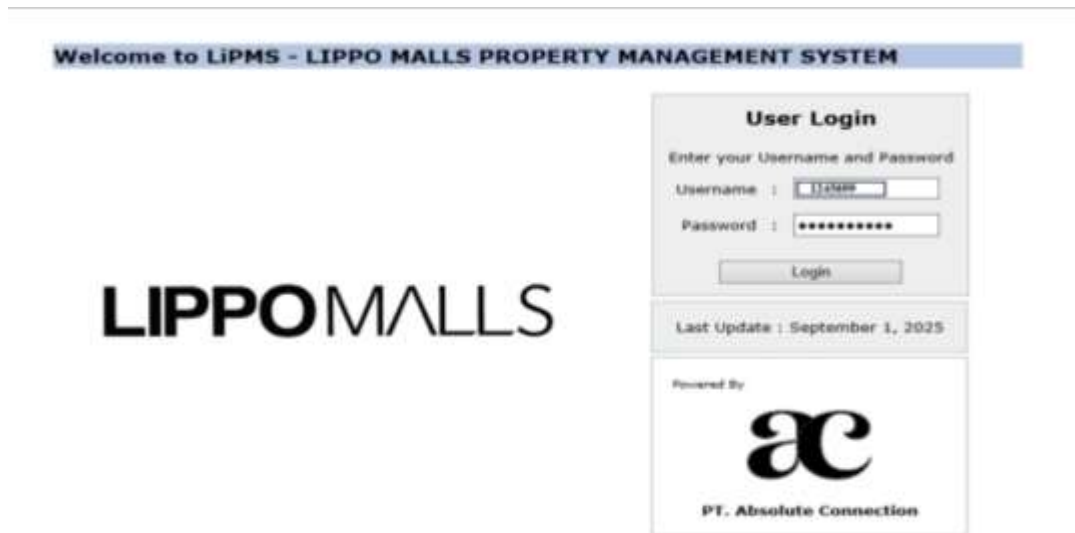 Welcome to LiPMS - LIPPO MALLS PROPERTY MANAGEMENT SYSTEM
User Login
Enter your Username and Password
Username :
Password : ••••••••••
Login
LIPPOMALLS
Last Update : September 1, 2025
Powered By
ac
PT. Absolute Connection